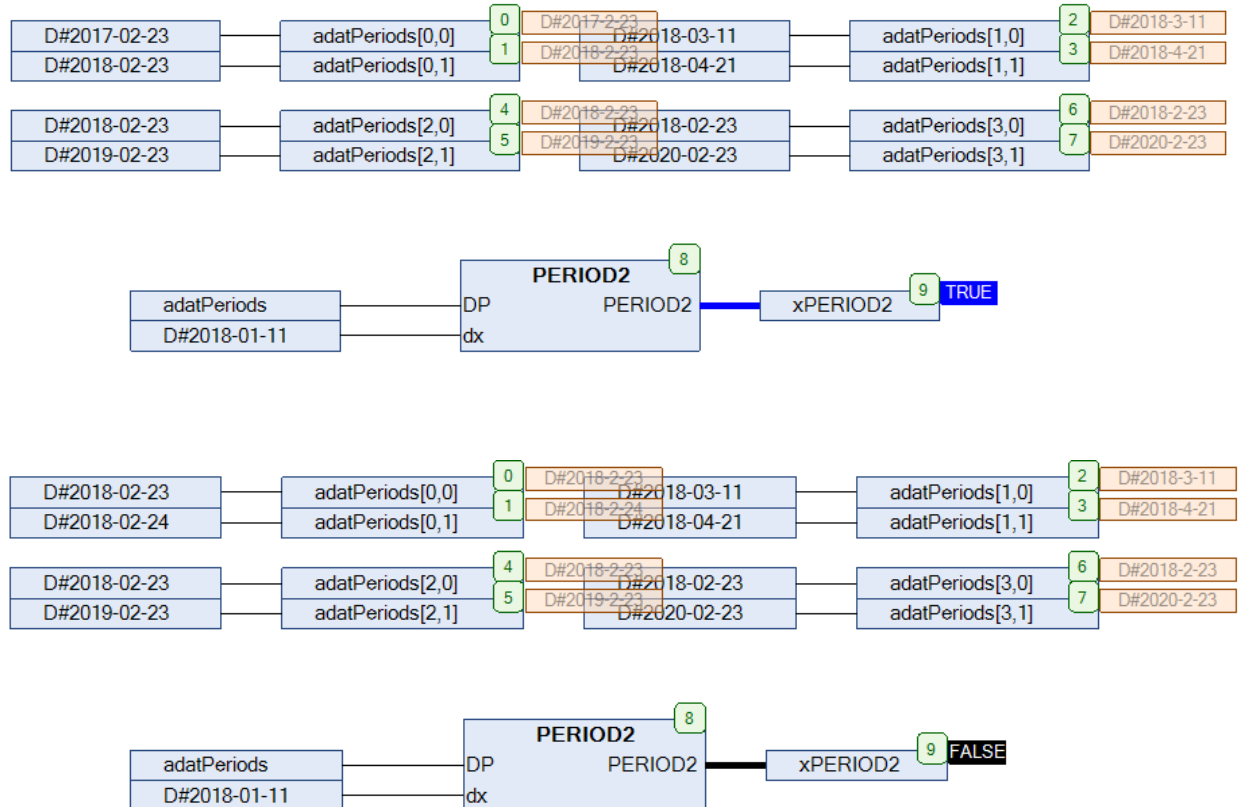 0 D#2017-2-23 2 D#2018-3-11
D#2017-02-23 adatPeriods[0,0] D#2018-03-11 adatPeriods[1,0]
1 D#2018-2-23 3 D#2018-4-21
D#2018-02-23 adatPeriods[0,1] D#2018-04-21 adatPeriods[1,1]
4 D#2018-2-23 6 D#2018-2-23
D#2018-02-23 adatPeriods[2,0] D#2018-02-23 adatPeriods[3,0]
5 D#2019-2-23 7 D#2020-2-23
D#2019-02-23 adatPeriods[2,1] D#2020-02-23 adatPeriods[3,1]
8
PERIOD2
9 TRUE
adatPeriods DP PERIOD2 xPERIOD2
D#2018-01-11 dx
0 D#2018-2-23 2 D#2018-3-11
D#2018-02-23 adatPeriods[0,0] D#2018-03-11 adatPeriods[1,0]
1 D#2018-2-24 3 D#2018-4-21
D#2018-02-24 adatPeriods[0,1] D#2018-04-21 adatPeriods[1,1]
4 D#2018-2-23 6 D#2018-2-23
D#2018-02-23 adatPeriods[2,0] D#2018-02-23 adatPeriods[3,0]
5 D#2019-2-23 7 D#2020-2-23
D#2019-02-23 adatPeriods[2,1] D#2020-02-23 adatPeriods[3,1]
8
PERIOD2
9 FALSE
adatPeriods DP PERIOD2 xPERIOD2
D#2018-01-11 dx